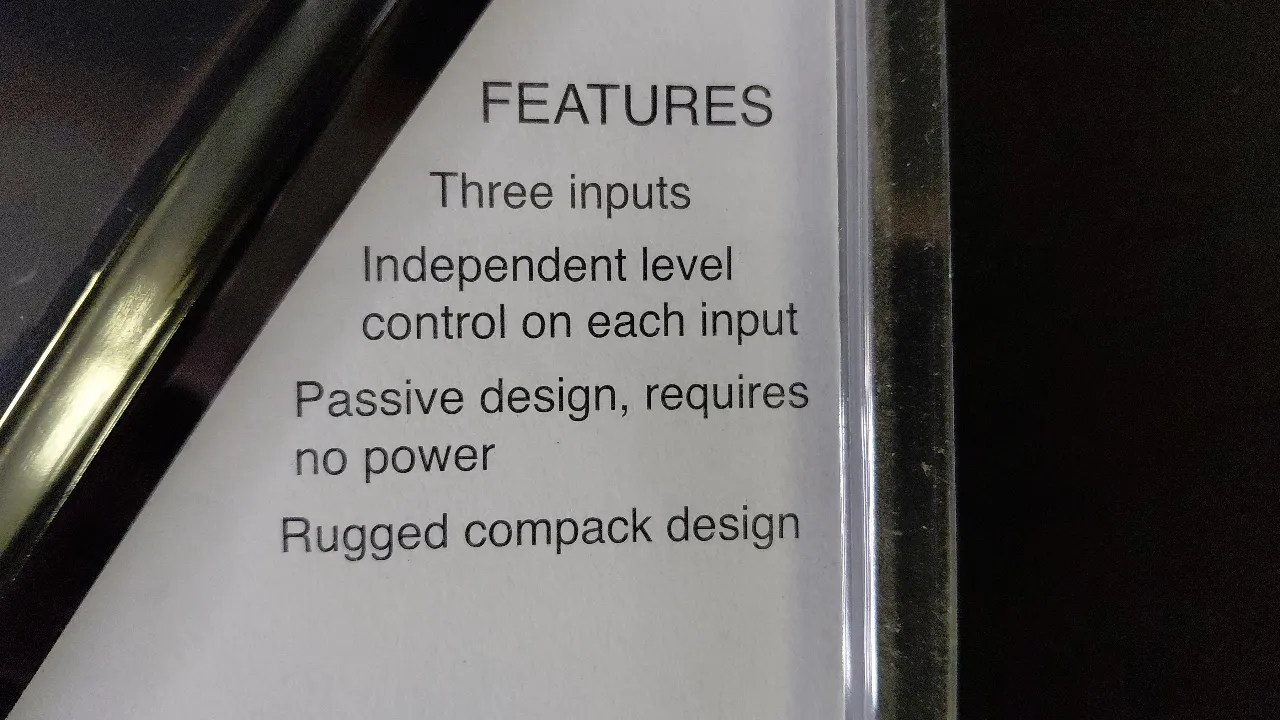 FEATURES
Three inputs
Independent level
control on each input
Passive design, requires
no power
Rugged compack design